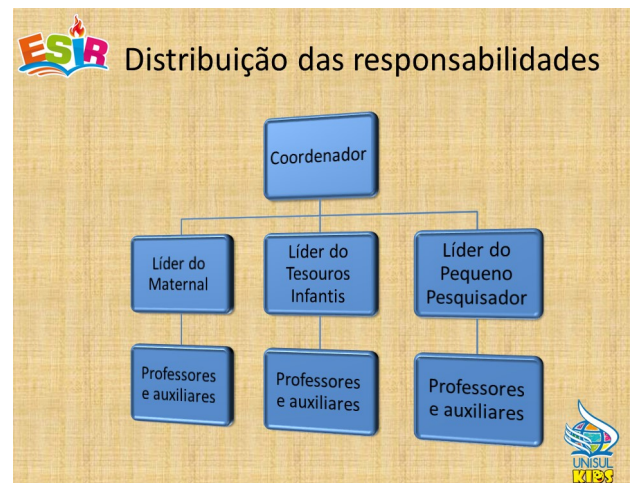 ESIR
Distribuição das responsabilidades
Coordenador
Líder do
Maternal
Líder do
Tesouros
Infantis
Líder do
Pequeno
Pesquisador
Professores
e auxiliares
Professores
e auxiliares
Professores
e auxiliares
UNISUL
KIDS